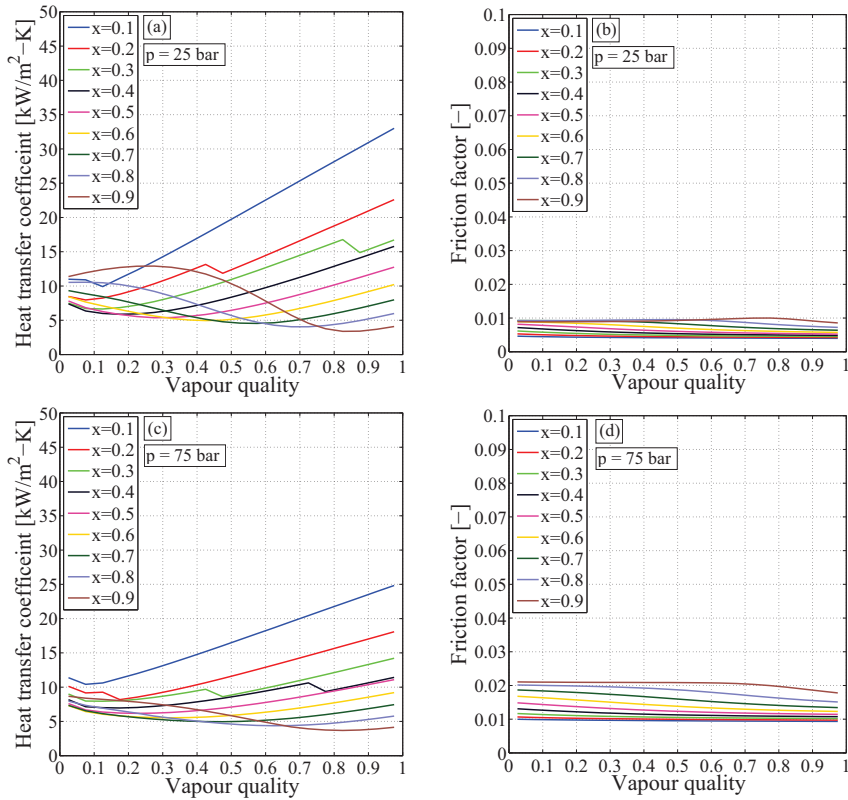 Heat transfer coefficeint [kW/m²−K]
50
45
40
35
30
25
20
15
10
5
0
x=0.1
x=0.2
x=0.3
x=0.4
x=0.5
x=0.6
x=0.7
x=0.8
x=0.9
(a)
p = 25 bar
0 0.1 0.2 0.3 0.4 0.5 0.6 0.7 0.8 0.9 1
Vapour quality
Friction factor [−]
0.1
0.09
0.08
0.07
0.06
0.05
0.04
0.03
0.02
0.010
0
x=0.1
x=0.2
x=0.3
x=0.4
x=0.5
x=0.6
x=0.7
x=0.8
x=0.9
(b)
p = 25 bar
0 0.1 0.2 0.3 0.4 0.5 0.6 0.7 0.8 0.9 1
Vapour quality
Heat transfer coefficeint [kW/m²−K]
50
45
40
35
30
25
20
15
10
5
0
x=0.1
x=0.2
x=0.3
x=0.4
x=0.5
x=0.6
x=0.7
x=0.8
x=0.9
(c)
p = 75 bar
0 0.1 0.2 0.3 0.4 0.5 0.6 0.7 0.8 0.9 1
Vapour quality
Friction factor [−]
0.1
0.09
0.08
0.07
0.06
0.05
0.04
0.03
0.02
0.010
0
x=0.1
x=0.2
x=0.3
x=0.4
x=0.5
x=0.6
x=0.7
x=0.8
x=0.9
(d)
p = 75 bar
0 0.1 0.2 0.3 0.4 0.5 0.6 0.7 0.8 0.9 1
Vapour quality